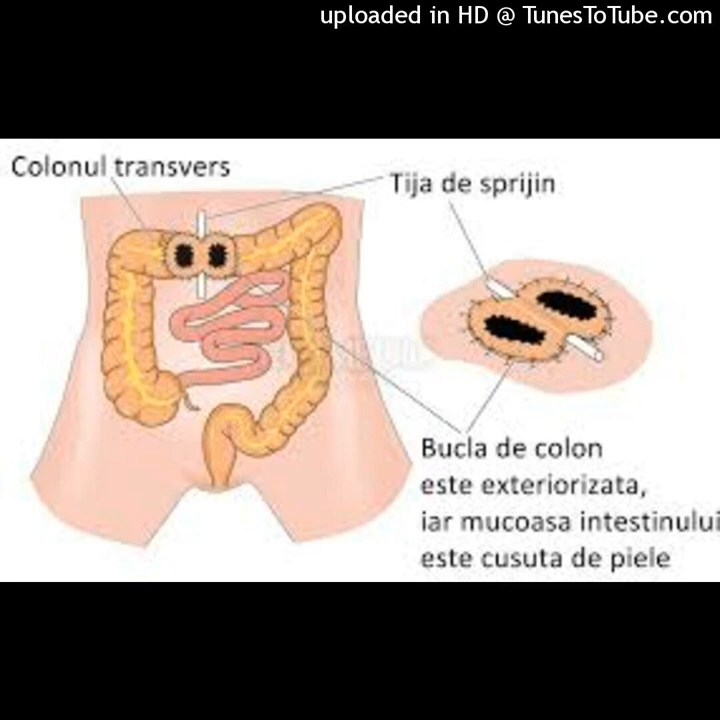 uploaded in HD @ TunesToTube.com
Colonul transvers
Tija de sprijin
Bucla de colon
este exteriorizata,
iar mucoasa intestinului
este cusuta de piele